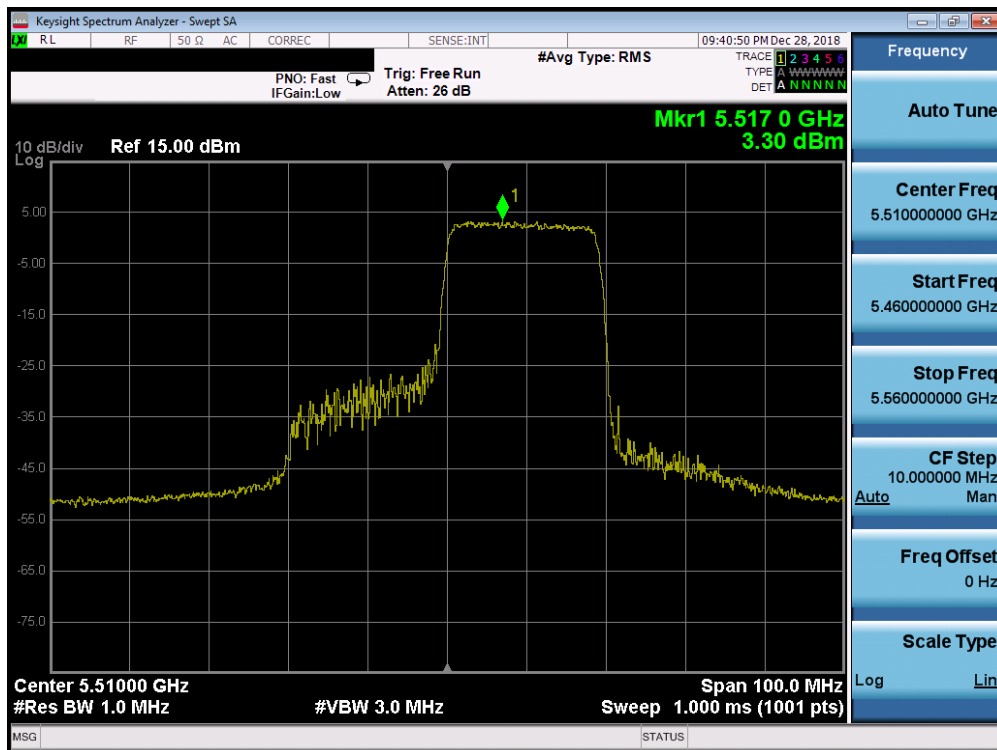 Keysight Spectrum Analyzer - Swept SA
LXI RL RF 50 Ω AC CORREC SENSE:INT 09:40:50 PM Dec 28, 2018
#Avg Type: RMS TRACE 1 2 3 4 5 6
PNO: Fast Trig: Free Run TYPE A WWWWW
IFGain:Low Atten: 26 dB DET A N N N N N
Mkr1 5.517 0 GHz
3.30 dBm
10 dB/div Ref 15.00 dBm
Log
1
5.00
-5.00
-15.0
-25.0
-35.0
-45.0
-55.0
-65.0
-75.0
Center 5.51000 GHz Span 100.0 MHz
#Res BW 1.0 MHz #VBW 3.0 MHz Sweep 1.000 ms (1001 pts)
MSG STATUS
Frequency
Auto Tune
Center Freq
5.510000000 GHz
Start Freq
5.460000000 GHz
Stop Freq
5.560000000 GHz
CF Step
10.000000 MHz
Auto Man
Freq Offset
0 Hz
Scale Type
Log Lin